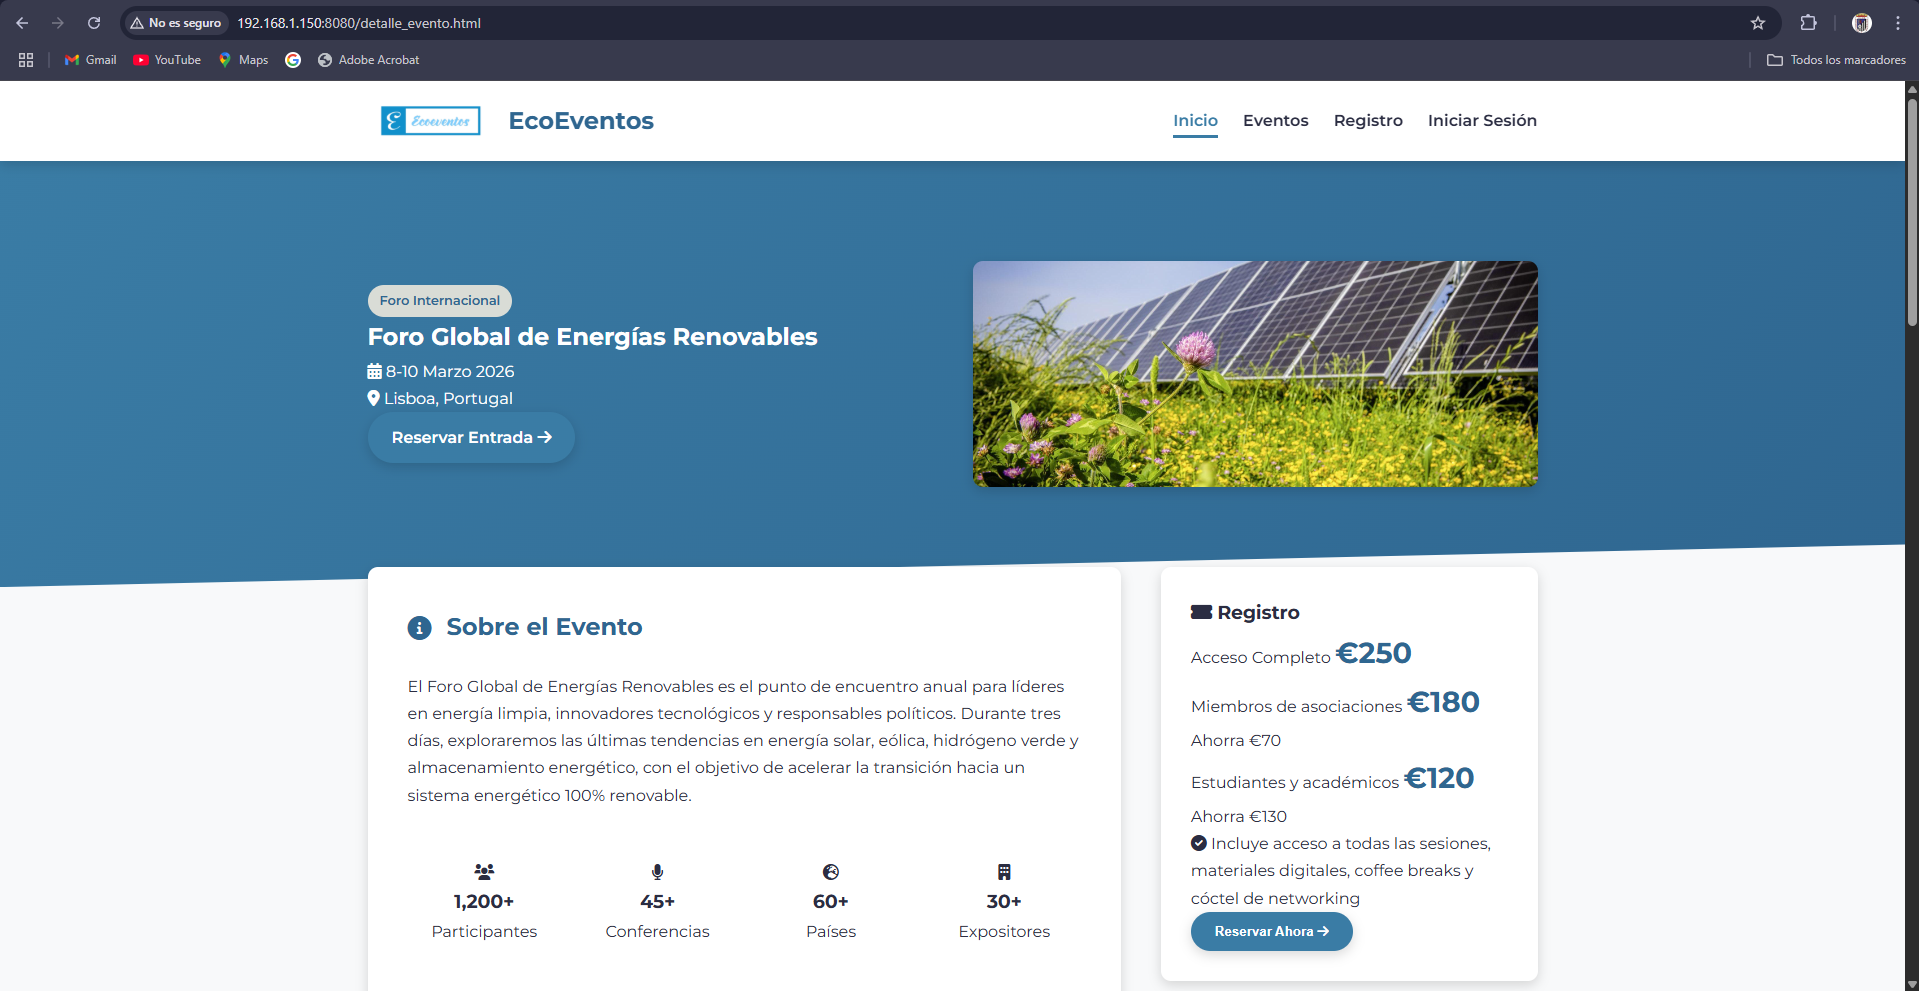 No es seguro
192.168.1.150:8080/detalle_evento.html
Gmail
YouTube
Maps
Adobe Acrobat
Todos los marcadores
Ecoeventos
EcoEventos
Inicio
Eventos
Registro
Iniciar Sesión
Foro Internacional
Foro Global de Energías Renovables
8-10 Marzo 2026
Lisboa, Portugal
Reservar Entrada
Sobre el Evento
El Foro Global de Energías Renovables es el punto de encuentro anual para líderes
en energía limpia, innovadores tecnológicos y responsables políticos. Durante tres
días, exploraremos las últimas tendencias en energía solar, eólica, hidrógeno verde y
almacenamiento energético, con el objetivo de acelerar la transición hacia un
sistema energético 100% renovable.
1,200+
Participantes
45+
Conferencias
60+
Países
30+
Expositores
Registro
Acceso Completo €250
Miembros de asociaciones €180
Ahorra €70
Estudiantes y académicos €120
Ahorra €130
Incluye acceso a todas las sesiones,
materiales digitales, coffee breaks y
cóctel de networking
Reservar Ahora